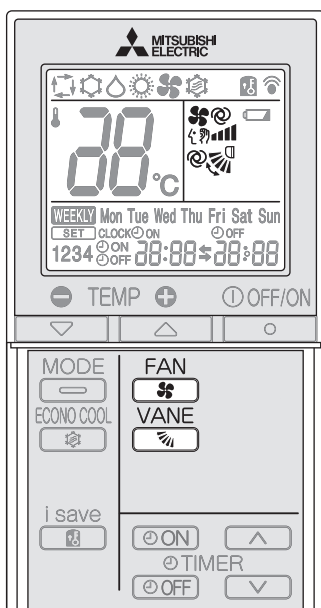 MITSUBISHI
ELECTRIC
88°C
WEEKLY Mon Tue Wed Thu Fri Sat Sun
SET CLOCK ON OFF
1234 ON OFF 88:88 88:88
TEMP OFF/ON
MODE FAN
ECONO COOL VANE
i save
ON
TIMER
OFF